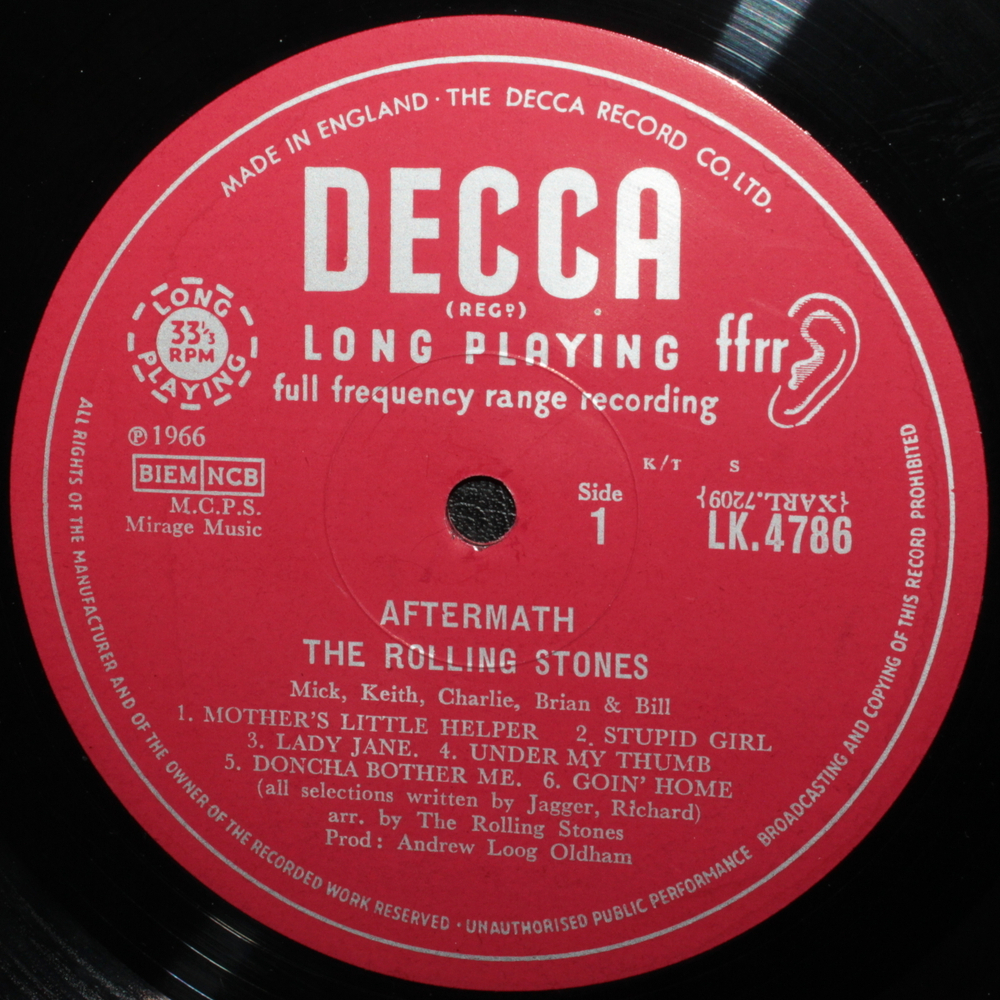 MADE IN ENGLAND · THE DECCA RECORD CO. LTD.
DECCA
(REGD)
LONG PLAYING
ffrr
full frequency range recording
LONG
33 1/3
RPM
PLAYING
℗ 1966
BIEM NCB
M.C.P.S.
Mirage Music
K/T S
Side
1
{XARL.7209}
LK.4786
AFTERMATH
THE ROLLING STONES
Mick, Keith, Charlie, Brian & Bill
1. MOTHER'S LITTLE HELPER 2. STUPID GIRL
3. LADY JANE. 4. UNDER MY THUMB
5. DONCHA BOTHER ME. 6. GOIN' HOME
(all selections written by Jagger, Richard)
arr. by The Rolling Stones
Prod: Andrew Loog Oldham
ALL RIGHTS OF THE MANUFACTURER AND OF THE OWNER OF THE RECORDED WORK RESERVED · UNAUTHORISED PUBLIC PERFORMANCE BROADCASTING AND COPYING OF THIS RECORD PROHIBITED